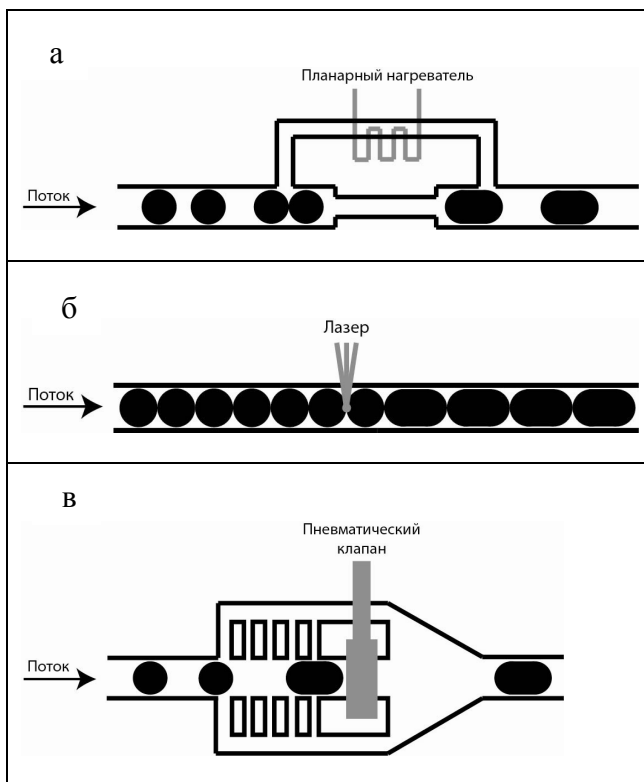 а
Планарный нагреватель
Поток
б
Лазер
Поток
в
Пневматический
клапан
Поток